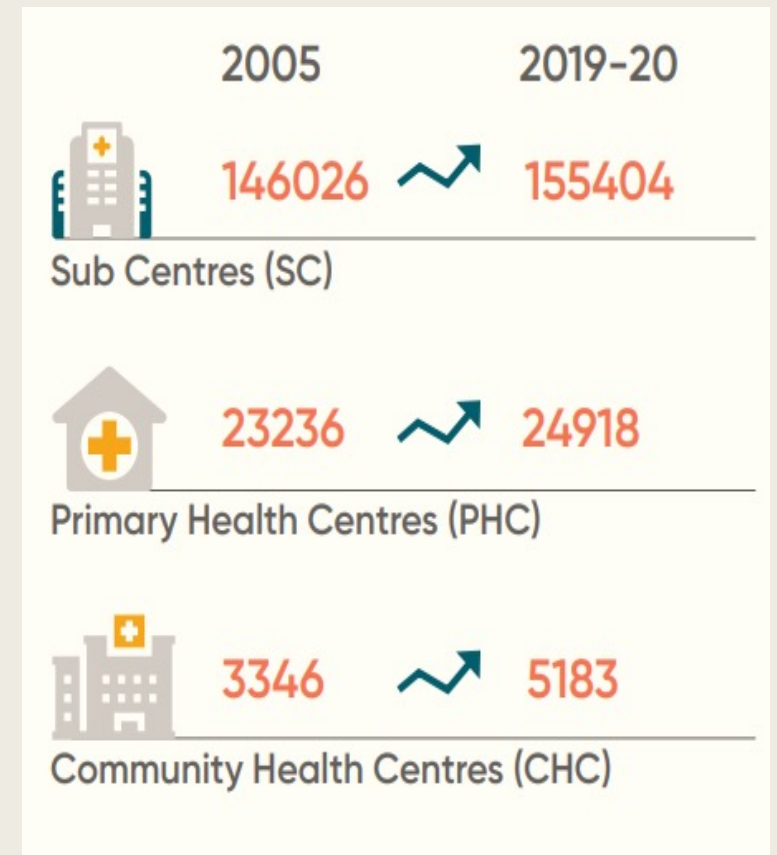 2005 2019-20
146026 155404
Sub Centres (SC)
23236 24918
Primary Health Centres (PHC)
3346 5183
Community Health Centres (CHC)